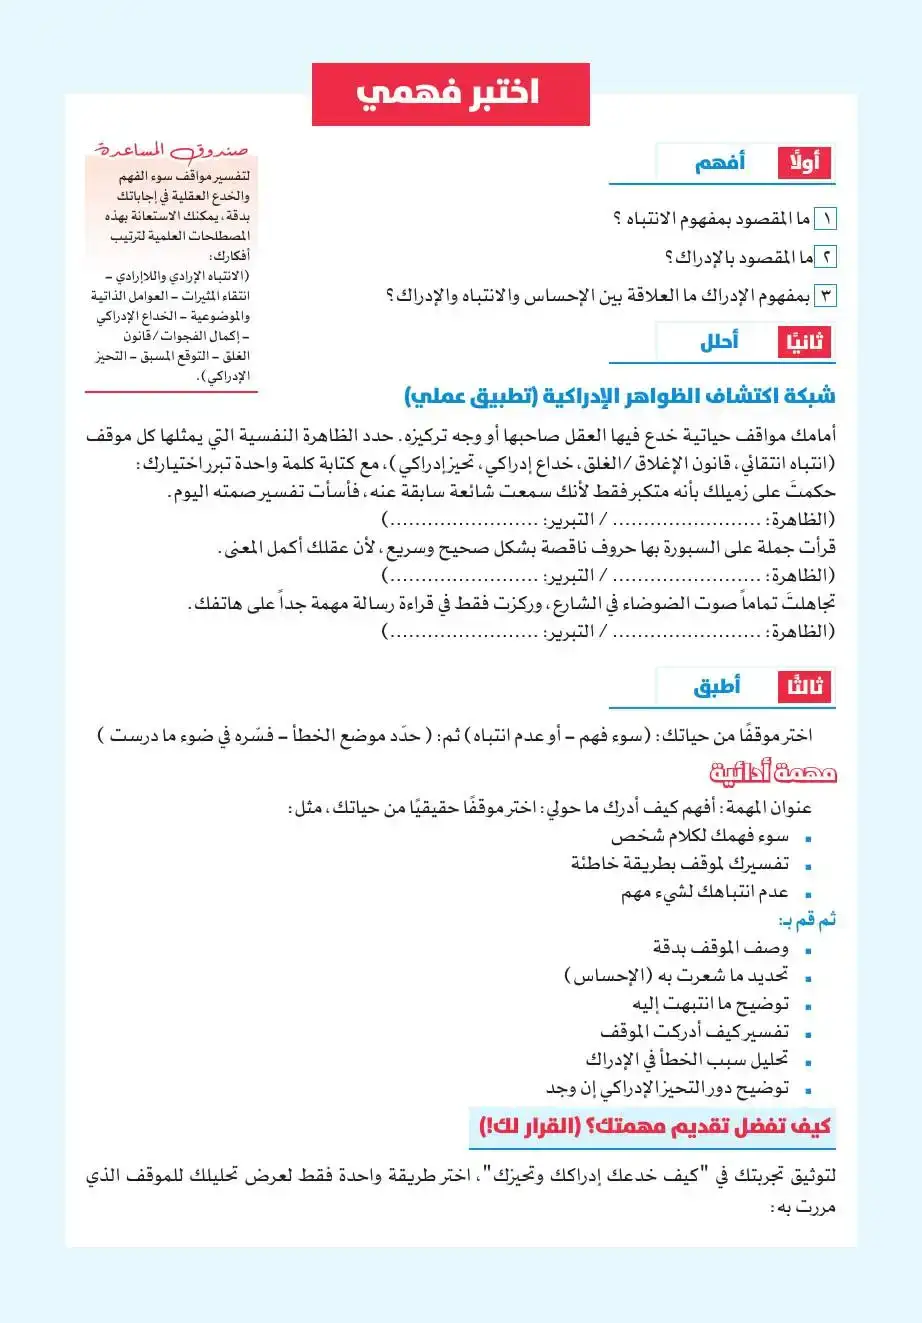 اختبر فهمي
أولًا أفهم
١ ما المقصود بمفهوم الانتباه ؟
٢ ما المقصود بالإدراك؟
٣ بمفهوم الإدراك ما العلاقة بين الإحساس والانتباه والإدراك؟
صندوق المساعدة
لتفسير مواقف سوء الفهم
والخدع العقلية في إجاباتك
بدقة، يمكنك الاستعانة بهذه
المصطلحات العلمية لترتيب
أفكارك:
(الانتباه الإرادي واللاإرادي –
انتقاء المثيرات – العوامل الذاتية
والموضوعية – الخداع الإدراكي
– إكمال الفجوات/قانون
الغلق – التوقع المسبق – التحيز
الإدراكي).
ثانيًا أحلل
شبكة اكتشاف الظواهر الإدراكية (تطبيق عملي)
أمامك مواقف حياتية خدع فيها العقل صاحبها أو وجه تركيزه. حدد الظاهرة النفسية التي يمثلها كل موقف
(انتباه انتقائي، قانون الإغلاق/الغلق، خداع إدراكي، تحيز إدراكي)، مع كتابة كلمة واحدة تبرر اختيارك:
حكمتَ على زميلك بأنه متكبر فقط لأنك سمعت شائعة سابقة عنه، فأسأت تفسير صمته اليوم.
(الظاهرة: ........................ / التبرير: ........................)
قرأت جملة على السبورة بها حروف ناقصة بشكل صحيح وسريع، لأن عقلك أكمل المعنى.
(الظاهرة: ........................ / التبرير: ........................)
تجاهلتَ تماماً صوت الضوضاء في الشارع، وركزت فقط في قراءة رسالة مهمة جداً على هاتفك.
(الظاهرة: ........................ / التبرير: ........................)
ثالثًا أطبق
اختر موقفًا من حياتك: (سوء فهم – أو عدم انتباه) ثم: ( حدّد موضع الخطأ – فسّره في ضوء ما درست )
مهمة أدائية
عنوان المهمة: أفهم كيف أدرك ما حولي: اختر موقفًا حقيقيًا من حياتك، مثل:
▪ سوء فهمك لكلام شخص
▪ تفسيرك لموقف بطريقة خاطئة
▪ عدم انتباهك لشيء مهم
ثم قم بـ:
▪ وصف الموقف بدقة
▪ تحديد ما شعرت به (الإحساس)
▪ توضيح ما انتبهت إليه
▪ تفسير كيف أدركت الموقف
▪ تحليل سبب الخطأ في الإدراك
▪ توضيح دور التحيز الإدراكي إن وجد
كيف تفضل تقديم مهمتك؟ (القرار لك!)
لتوثيق تجربتك في "كيف خدعك إدراكك وتحيزك"، اختر طريقة واحدة فقط لعرض تحليلك للموقف الذي
مررت به: